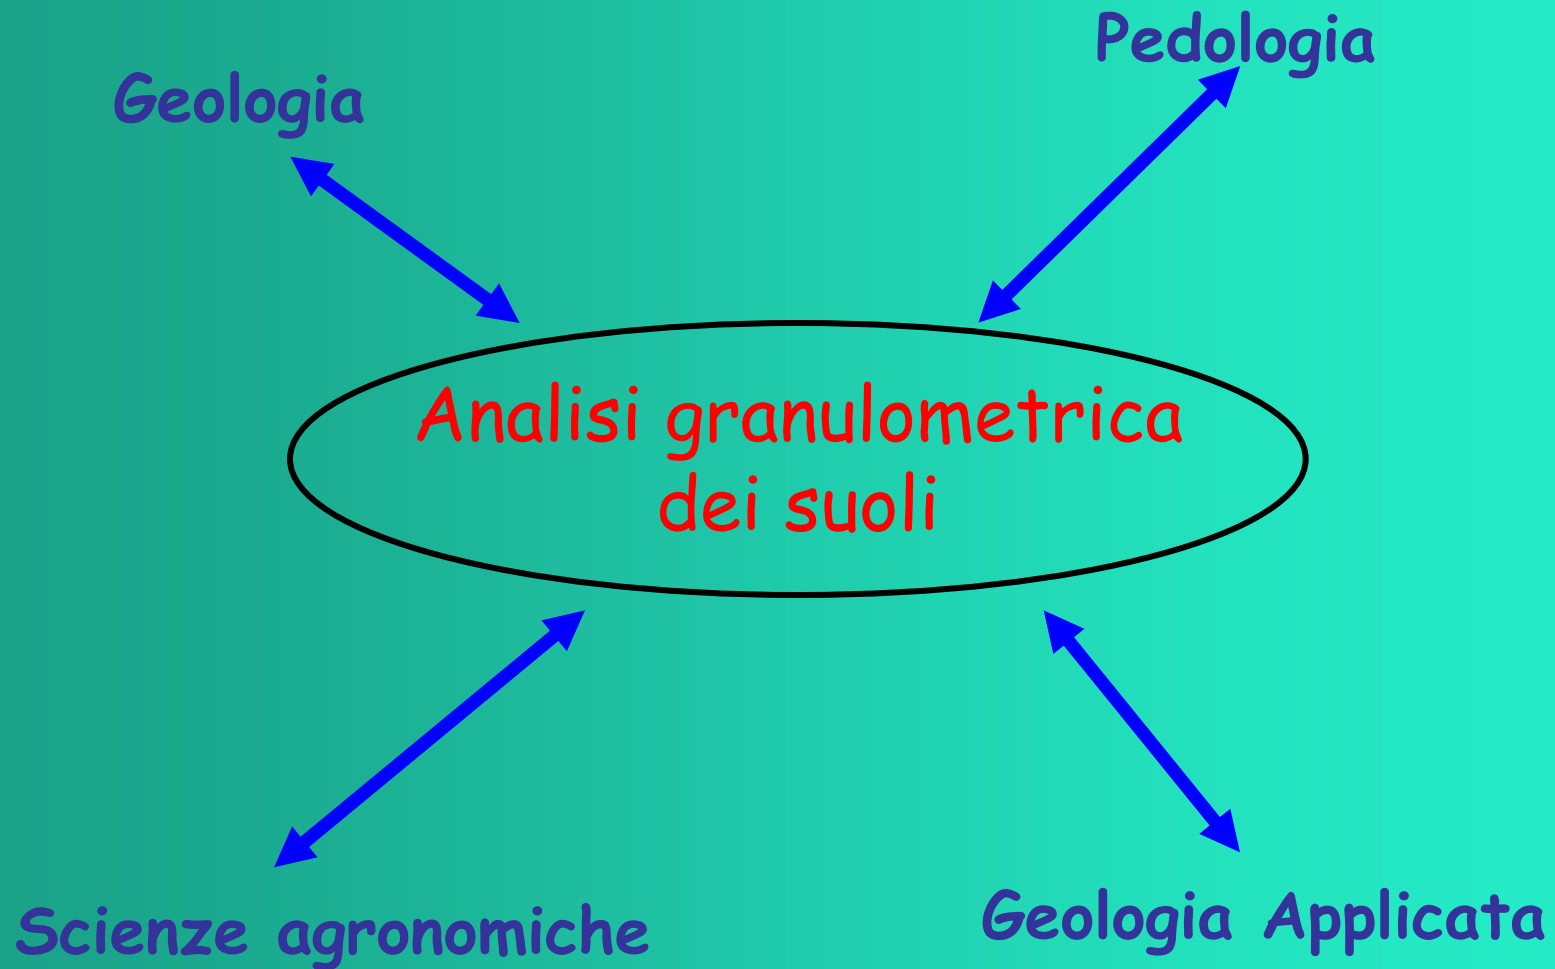 Pedologia
Geologia
Analisi granulometrica
dei suoli
Scienze agronomiche
Geologia Applicata